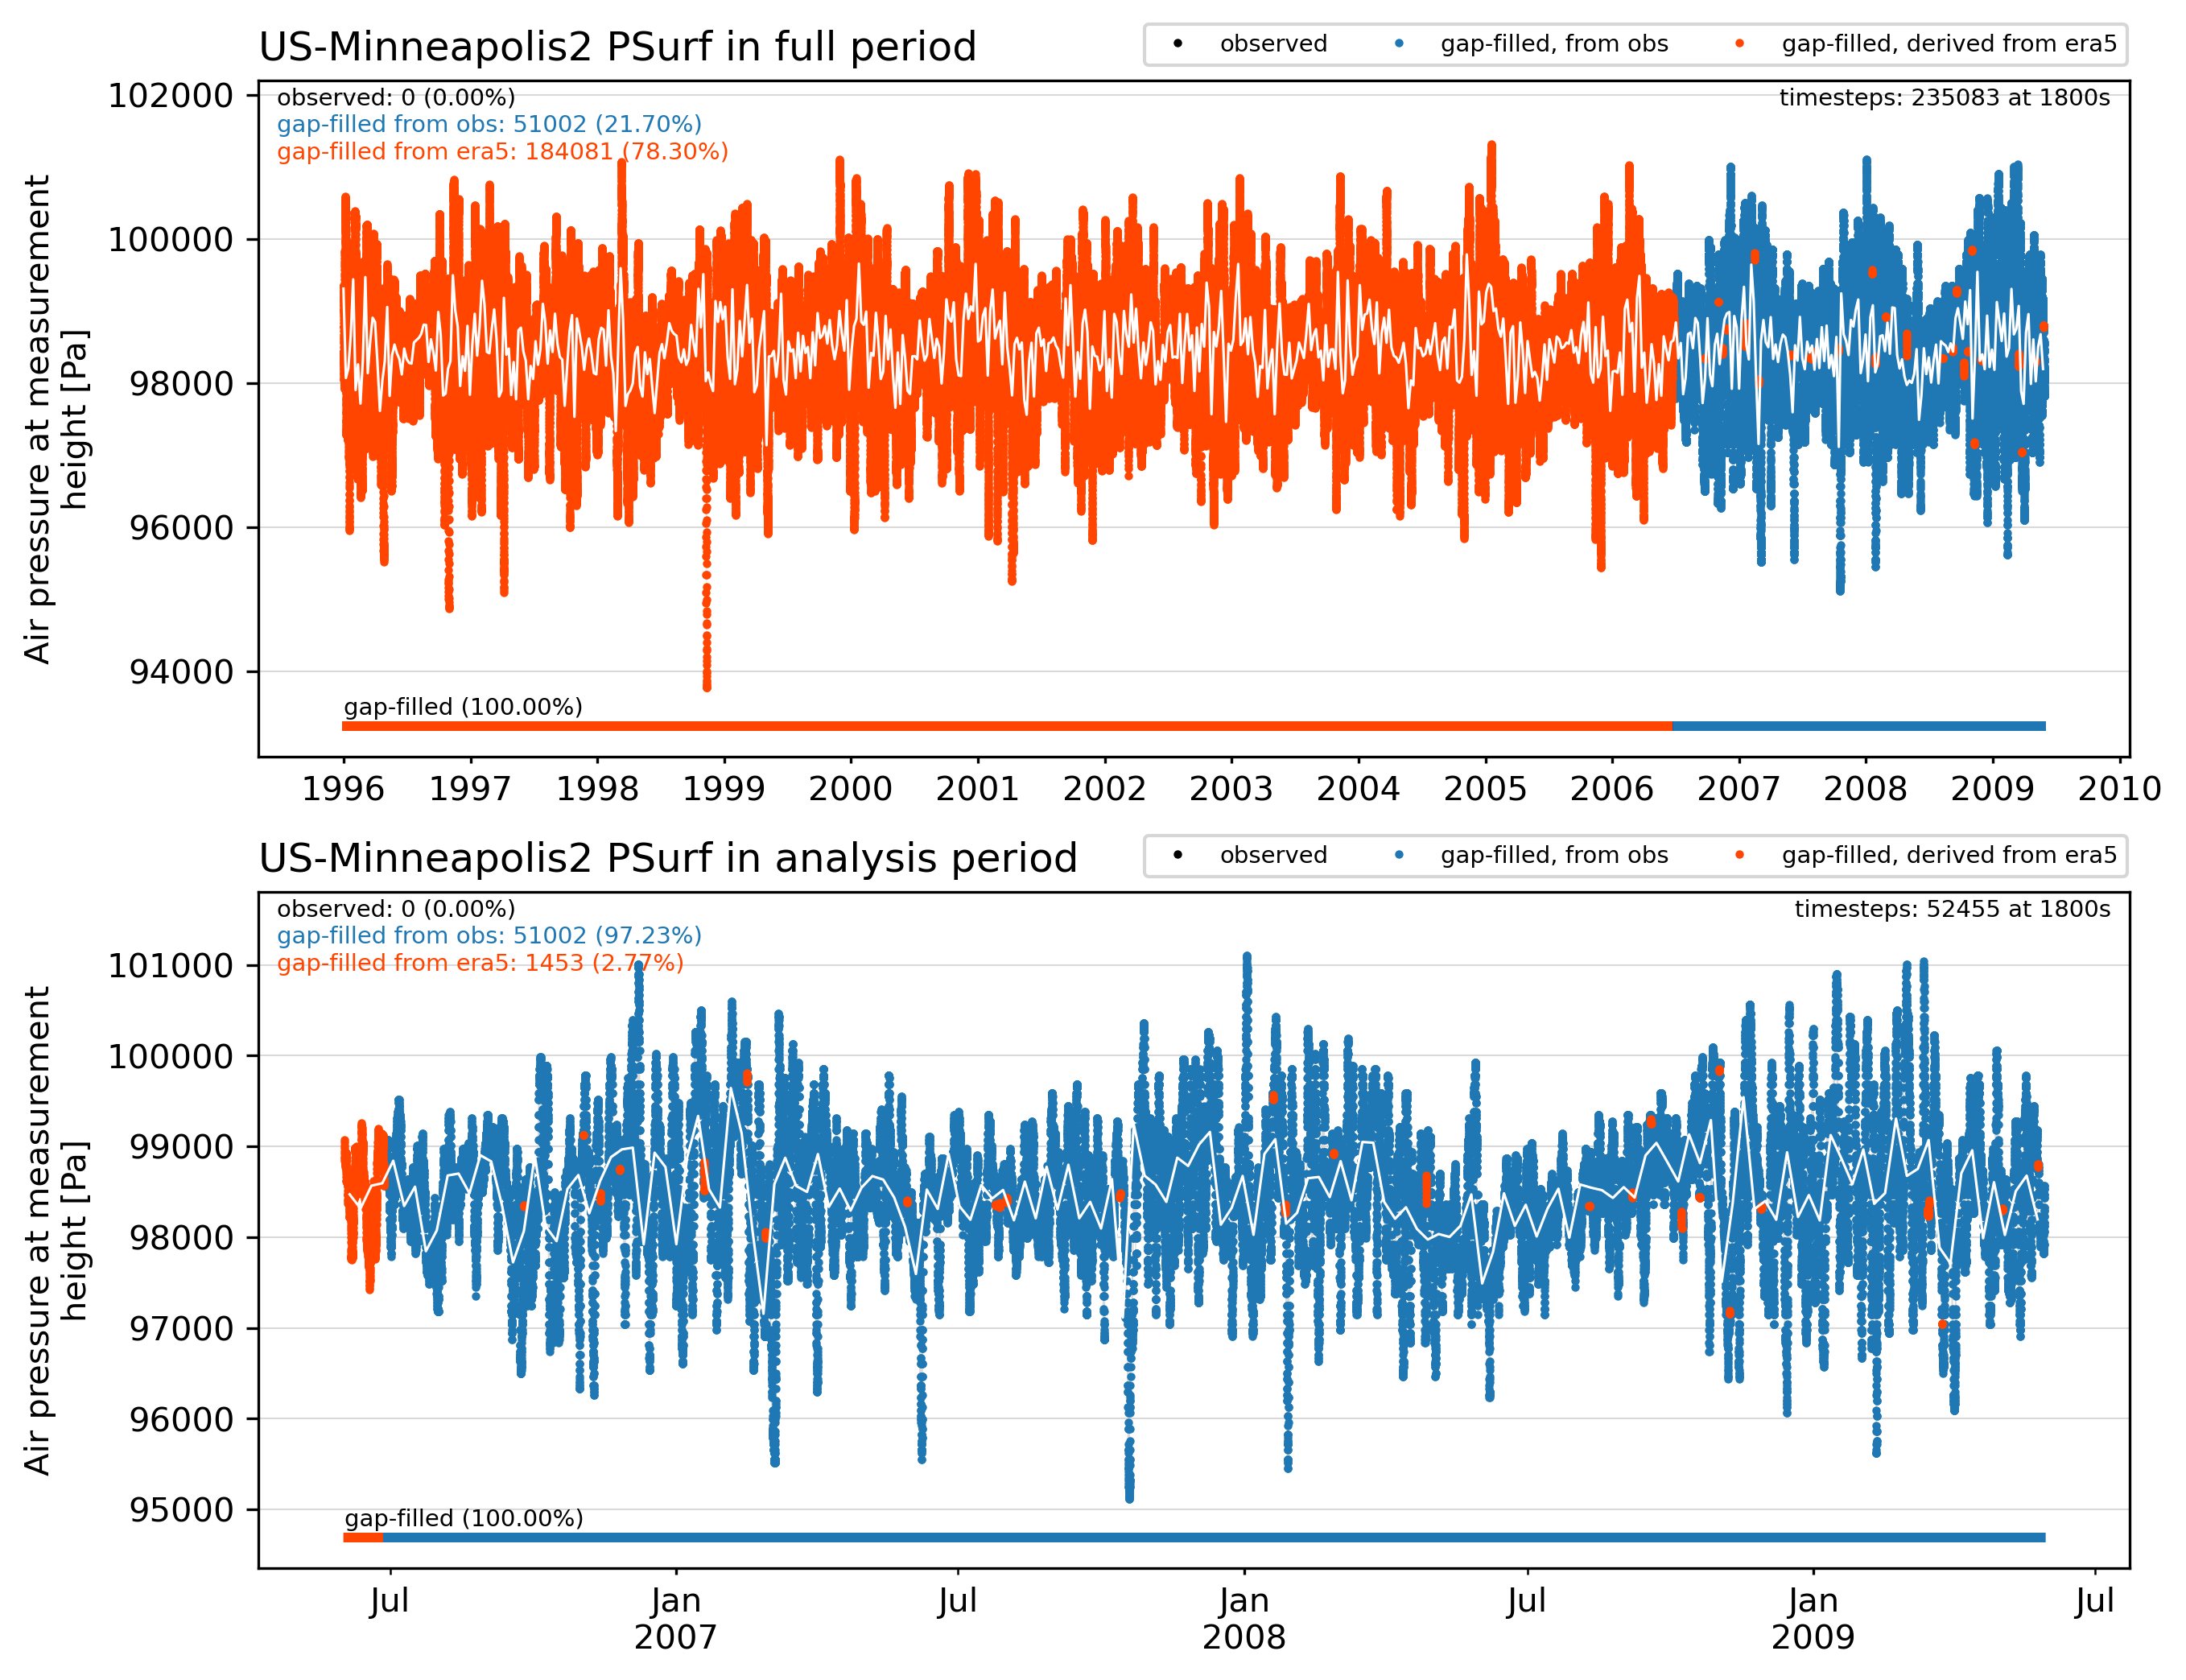 US-Minneapolis2 PSurf in full period
observed
gap-filled, from obs
gap-filled, derived from era5
observed: 0 (0.00%)
gap-filled from obs: 51002 (21.70%)
gap-filled from era5: 184081 (78.30%)
timesteps: 235083 at 1800s
Air pressure at measurement
height [Pa]
102000
100000
98000
96000
94000
gap-filled (100.00%)
1996 1997 1998 1999 2000 2001 2002 2003 2004 2005 2006 2007 2008 2009 2010
US-Minneapolis2 PSurf in analysis period
observed
gap-filled, from obs
gap-filled, derived from era5
observed: 0 (0.00%)
gap-filled from obs: 51002 (97.23%)
gap-filled from era5: 1453 (2.77%)
timesteps: 52455 at 1800s
Air pressure at measurement
height [Pa]
101000
100000
99000
98000
97000
96000
95000
gap-filled (100.00%)
Jul Jan Jul Jan Jul Jan Jul
2007 2008 2009